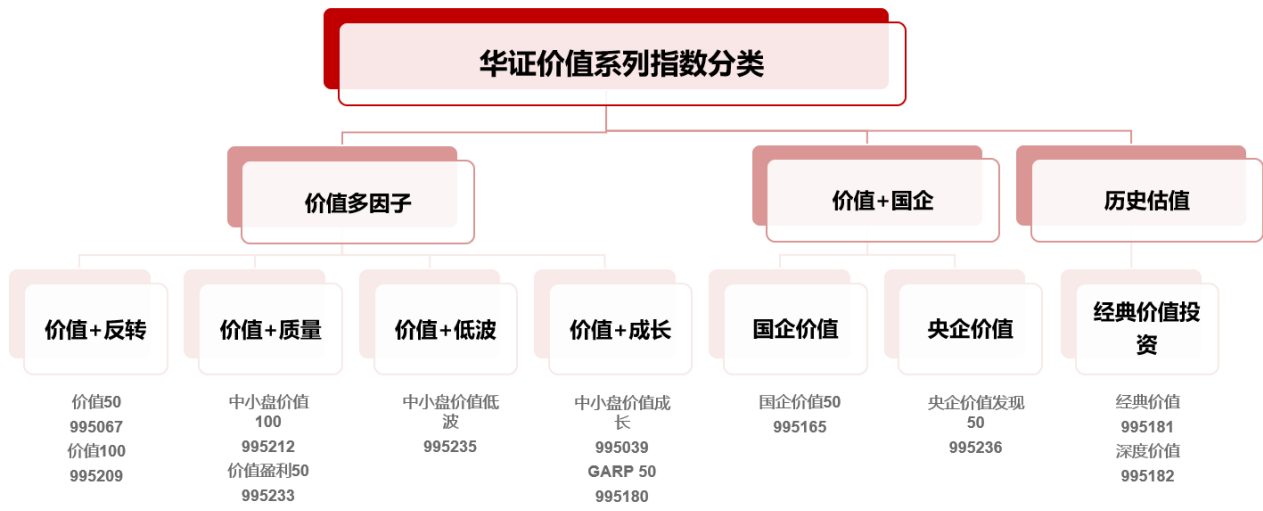 华证价值系列指数分类
价值多因子
价值+国企
历史估值
价值+反转
价值+质量
价值+低波
价值+成长
国企价值
央企价值
经典价值投
资
价值50
995067
价值100
995209
中小盘价值
100
995212
价值盈利50
995233
中小盘价值低
波
995235
中小盘价值成
长
995039
GARP 50
995180
国企价值50
995165
央企价值发现
50
995236
经典价值
995181
深度价值
995182